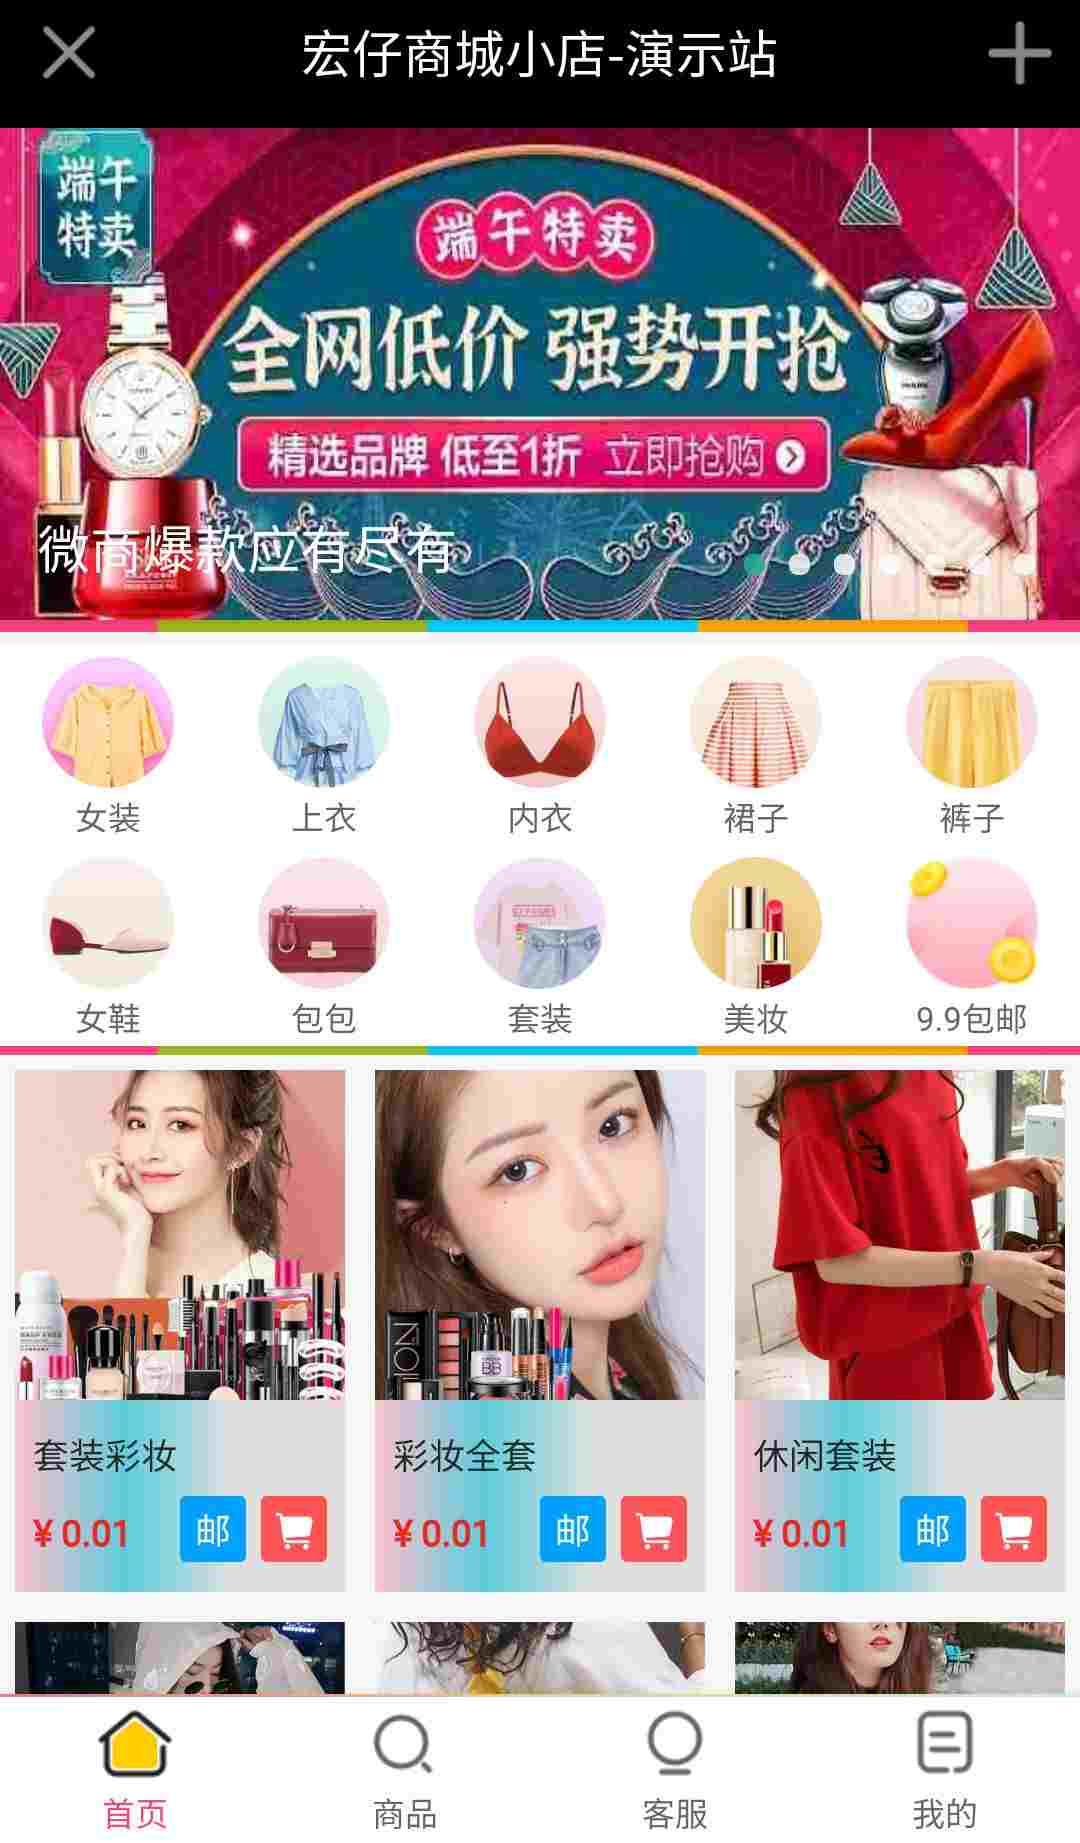 宏仔商城小店-演示站
端午
特卖
端午特卖
全网低价 强势开抢
精选品牌 低至1折 立即抢购
微商爆款应有尽有
女装
上衣
内衣
裙子
裤子
女鞋
包包
套装
美妆
9.9包邮
套装彩妆
¥ 0.01
邮
彩妆全套
¥ 0.01
邮
休闲套装
¥ 0.01
邮
首页
商品
客服
我的